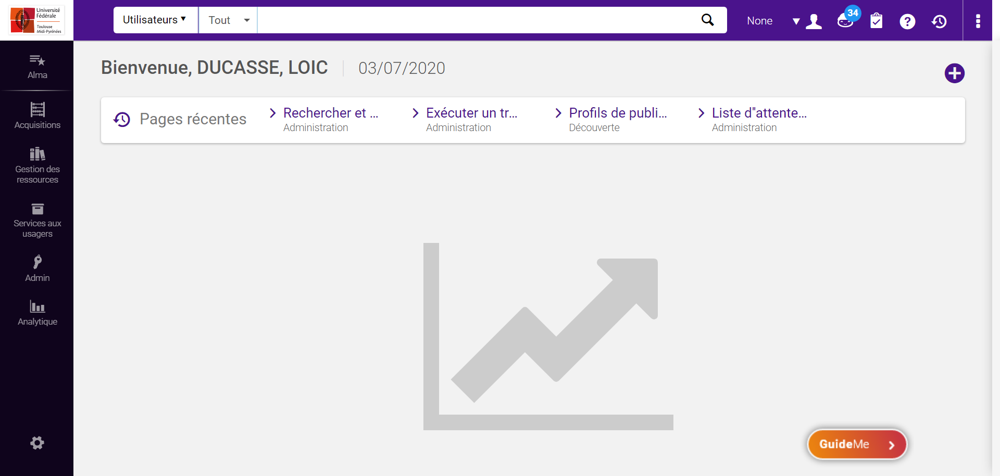 Université
Fédérale
Toulouse
Midi-Pyrénées
Utilisateurs
Tout
None
34
?
Alma
Acquisitions
Gestion des
ressources
Services aux
usagers
Admin
Analytique
Bienvenue, DUCASSE, LOIC
03/07/2020
Pages récentes
Rechercher et ...
Administration
Exécuter un tr...
Administration
Profils de publi...
Découverte
Liste d"attente...
Administration
GuideMe